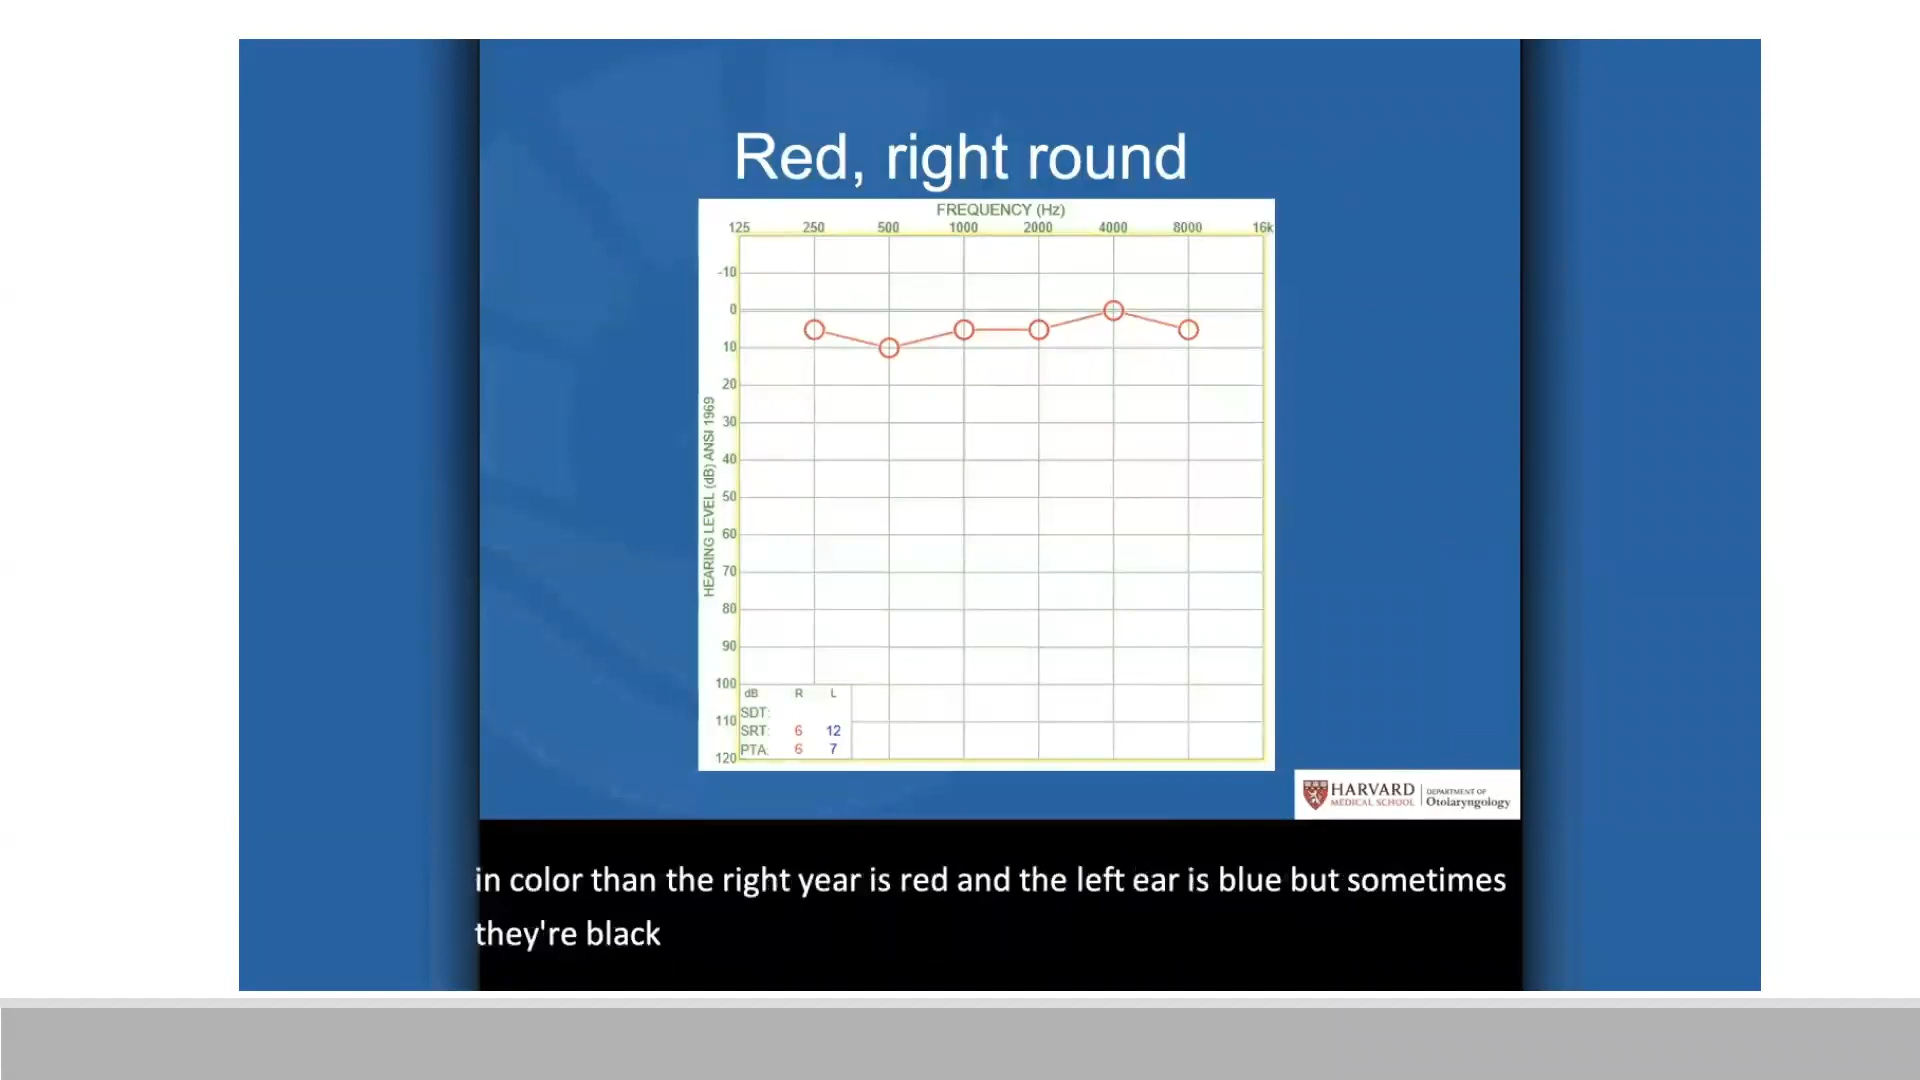 Red, right round
FREQUENCY (Hz)
125 250 500 1000 2000 4000 8000 16k
HEARING LEVEL (dB) ANSI 1969
-10
0
10
20
30
40
50
60
70
80
90
100
110
120
dB R L
SDT:
SRT: 6 12
PTA: 6 7
HARVARD
MEDICAL SCHOOL
DEPARTMENT OF
Otolaryngology
in color than the right year is red and the left ear is blue but sometimes
they're black